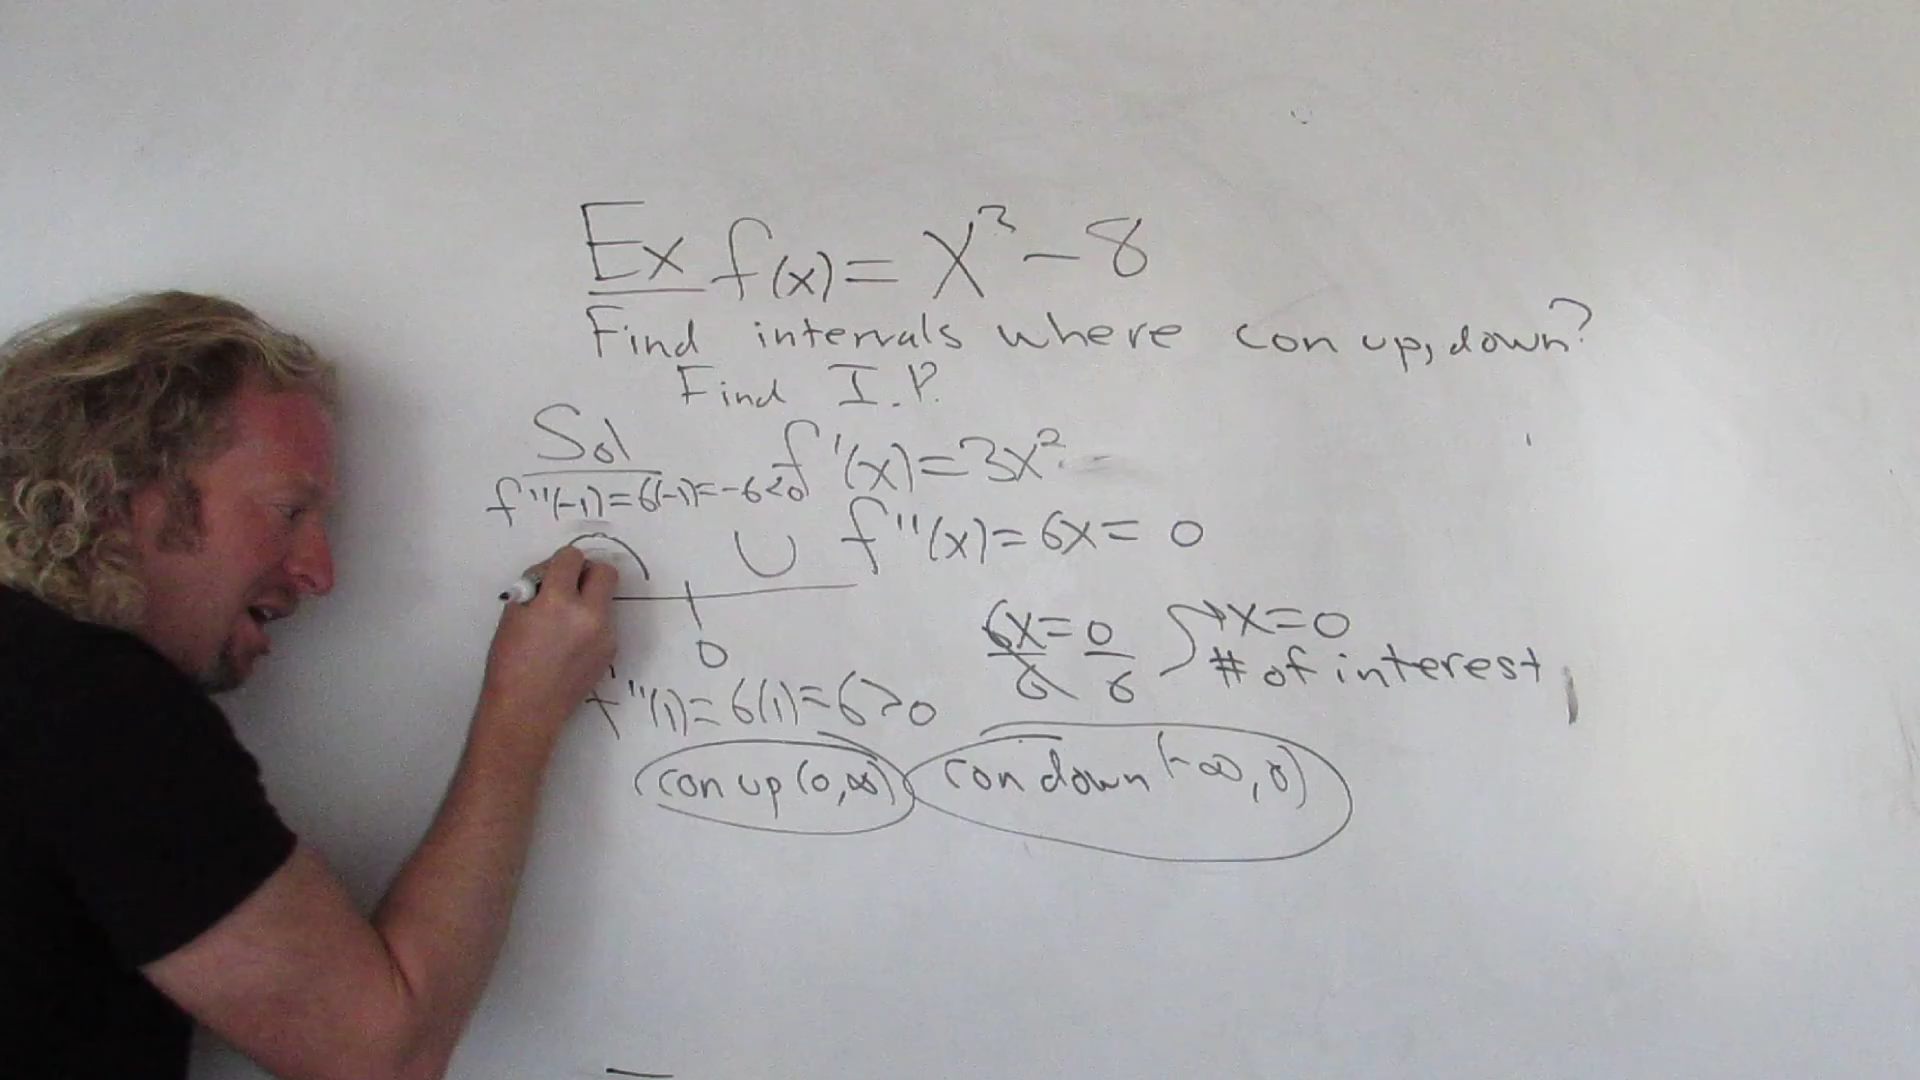 Ex f(x) = x³ - 8
Find intervals where con up, down?
Find I.P.
Sol
f'(x) = 3x²
f''(-1) = 6(-1) = -6 < 0
f''(x) = 6x = 0
0
6x/6 = 0/6 → x = 0
# of interest
f''(1) = 6(1) = 6 > 0
con up (0, ∞) con down (-∞, 0)